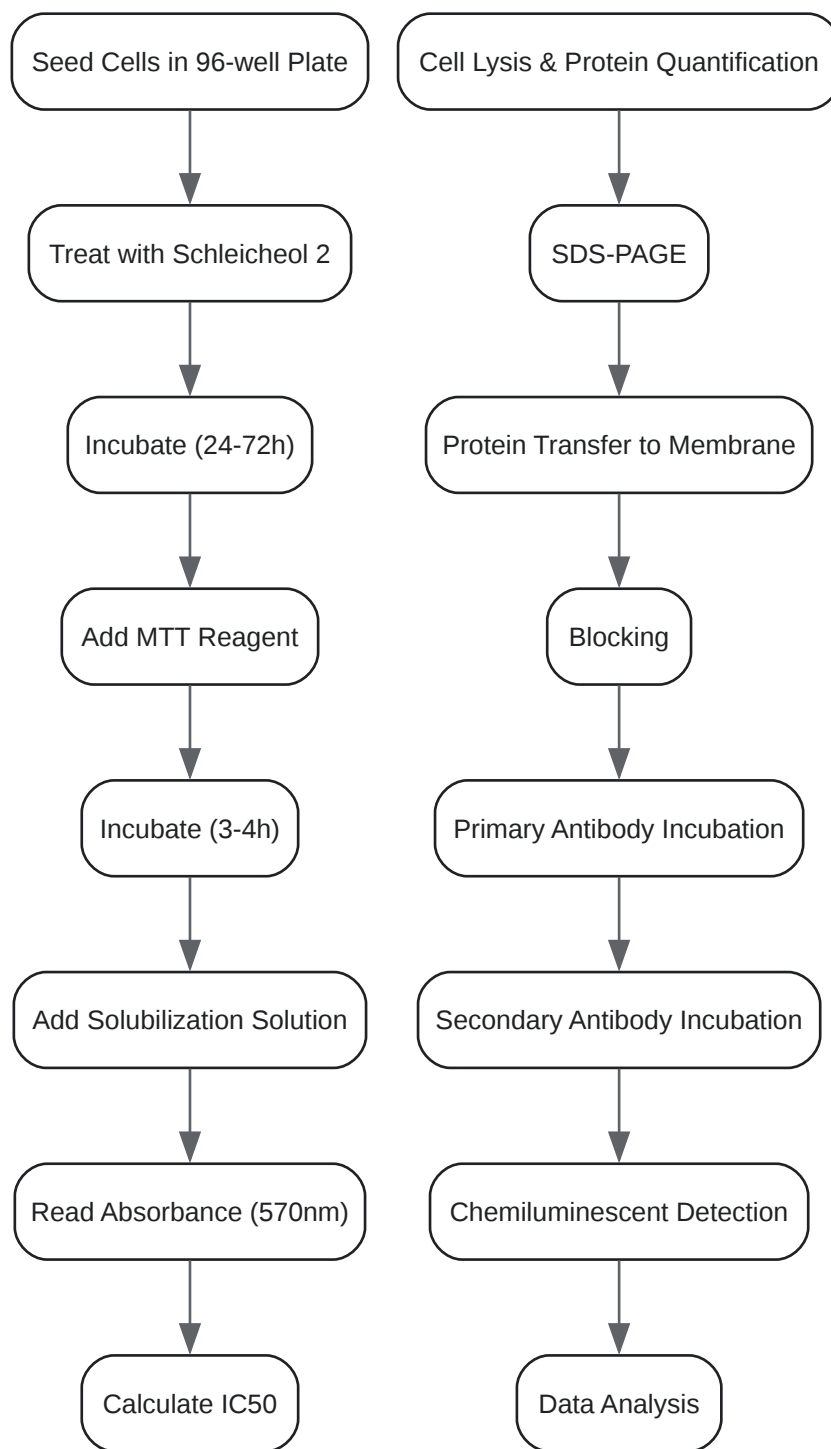 Seed Cells in 96-well Plate
Treat with Schleicheol 2
Incubate (24-72h)
Add MTT Reagent
Incubate (3-4h)
Add Solubilization Solution
Read Absorbance (570nm)
Calculate IC50
Cell Lysis & Protein Quantification
SDS-PAGE
Protein Transfer to Membrane
Blocking
Primary Antibody Incubation
Secondary Antibody Incubation
Chemiluminescent Detection
Data Analysis